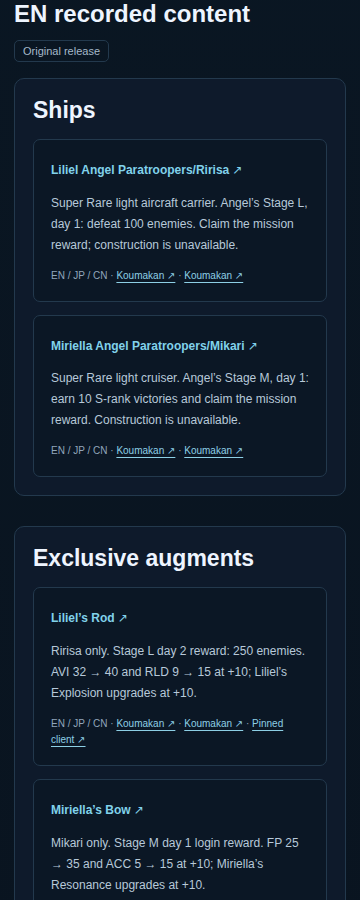 EN recorded content
Original release
Ships
Liliel Angel Paratroopers/Ririsa ↗
Super Rare light aircraft carrier. Angel’s Stage L,
day 1: defeat 100 enemies. Claim the mission
reward; construction is unavailable.
EN / JP / CN · Koumakan ↗ · Koumakan ↗
Miriella Angel Paratroopers/Mikari ↗
Super Rare light cruiser. Angel’s Stage M, day 1:
earn 10 S-rank victories and claim the mission
reward. Construction is unavailable.
EN / JP / CN · Koumakan ↗ · Koumakan ↗
Exclusive augments
Liliel’s Rod ↗
Ririsa only. Stage L day 2 reward: 250 enemies.
AVI 32 → 40 and RLD 9 → 15 at +10; Liliel’s
Explosion upgrades at +10.
EN / JP / CN · Koumakan ↗ · Koumakan ↗ · Pinned
client ↗
Miriella’s Bow ↗
Mikari only. Stage M day 1 login reward. FP 25
→ 35 and ACC 5 → 15 at +10; Miriella’s
Resonance upgrades at +10.